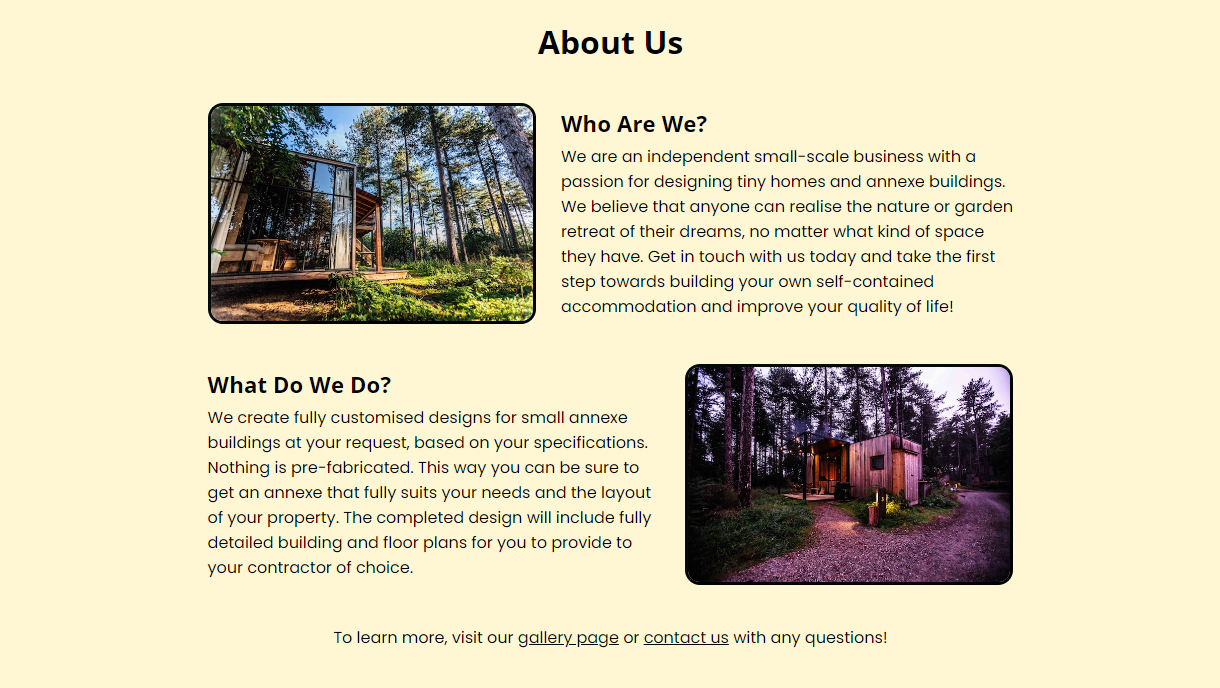 About Us
Who Are We?
We are an independent small-scale business with a
passion for designing tiny homes and annexe buildings.
We believe that anyone can realise the nature or garden
retreat of their dreams, no matter what kind of space
they have. Get in touch with us today and take the first
step towards building your own self-contained
accommodation and improve your quality of life!
What Do We Do?
We create fully customised designs for small annexe
buildings at your request, based on your specifications.
Nothing is pre-fabricated. This way you can be sure to
get an annexe that fully suits your needs and the layout
of your property. The completed design will include fully
detailed building and floor plans for you to provide to
your contractor of choice.
To learn more, visit our gallery page or contact us with any questions!